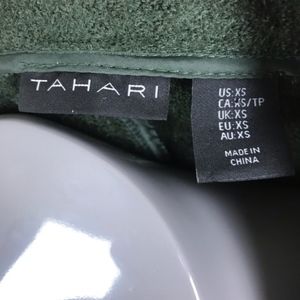 TAHARI
US:XS
CA:XS/TP
UK:XS
EU:XS
AU:XS
MADE IN
CHINA